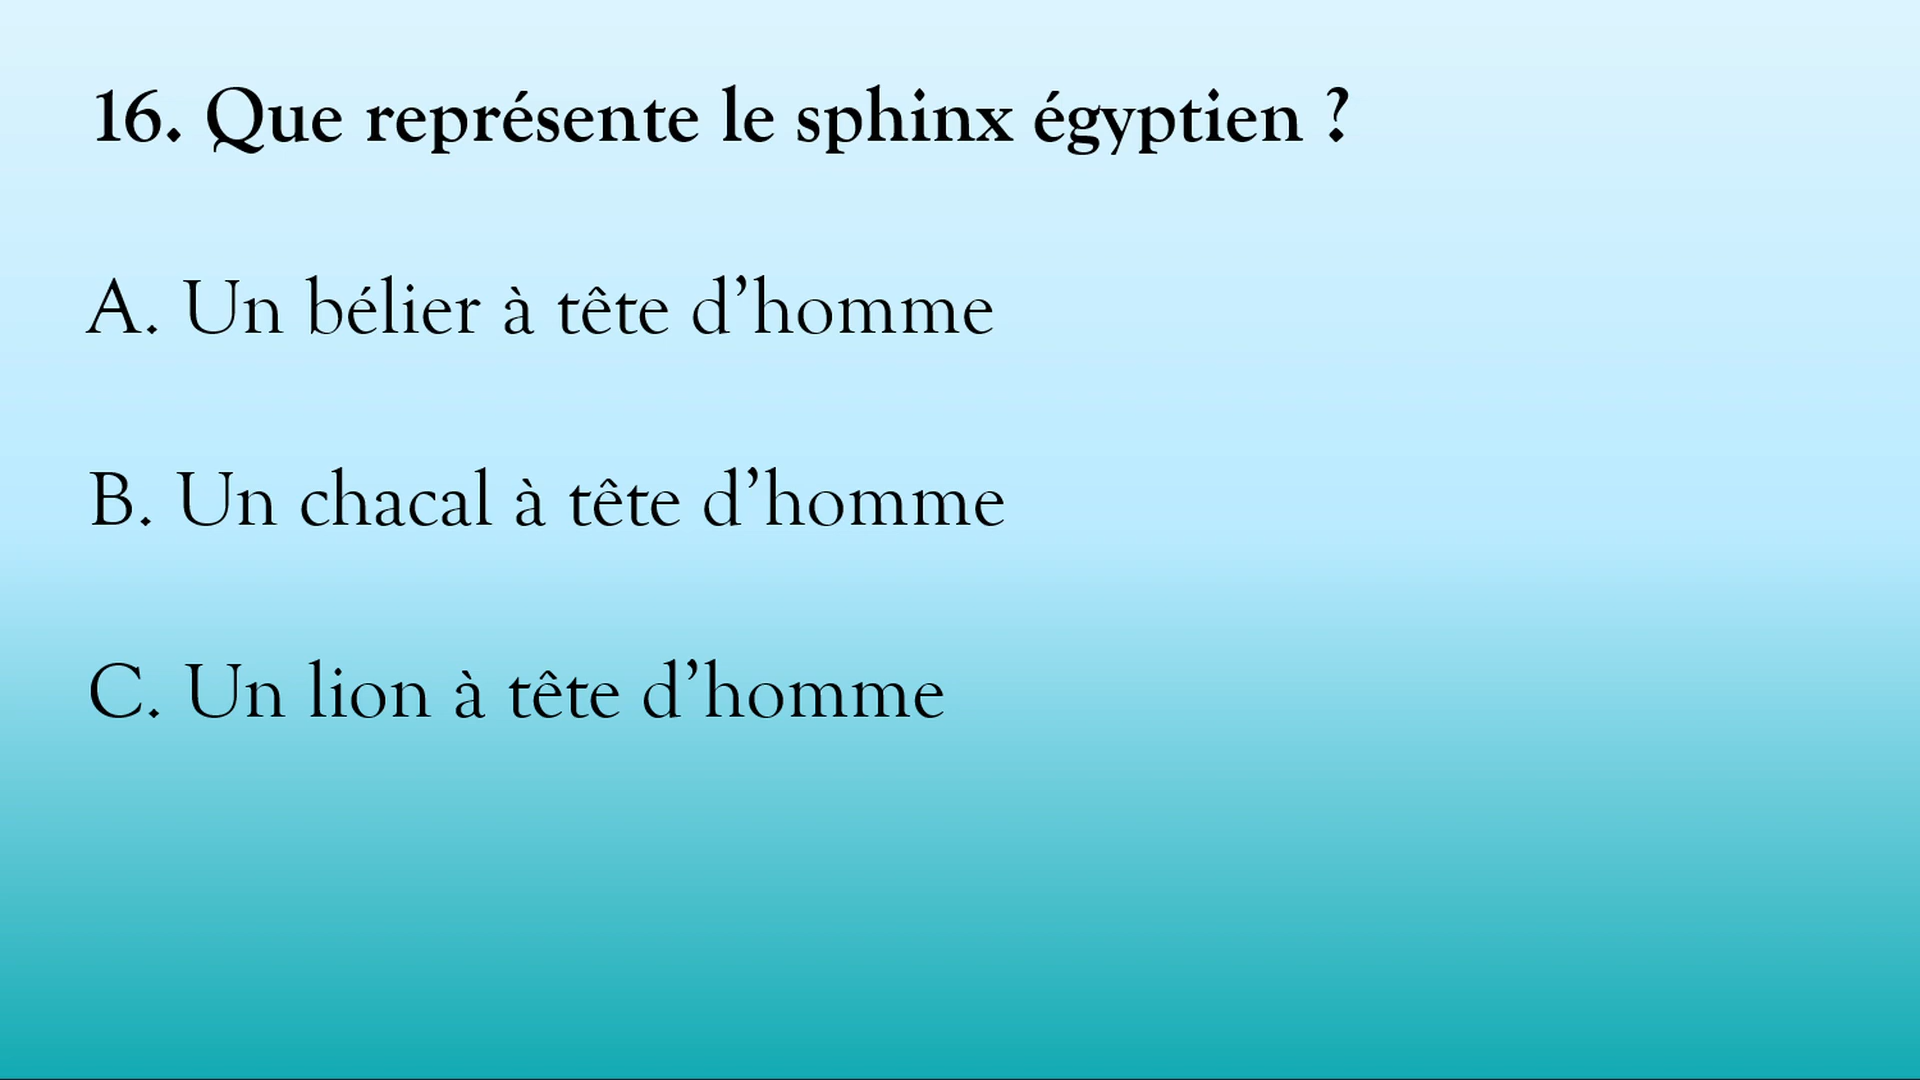 16. Que représente le sphinx égyptien ?
A. Un bélier à tête d’homme
B. Un chacal à tête d’homme
C. Un lion à tête d’homme